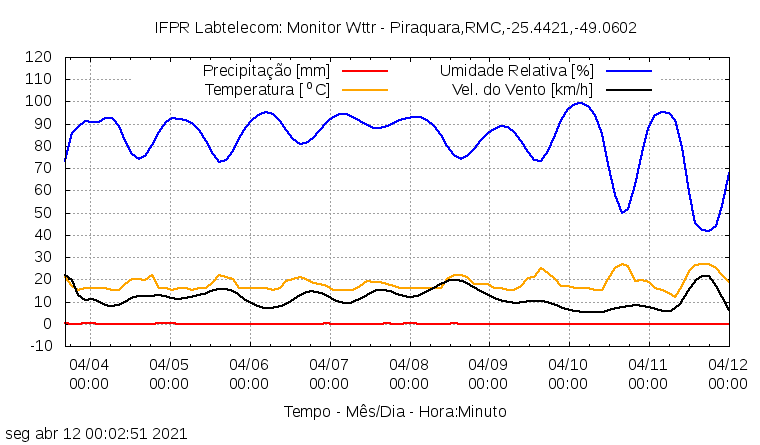 IFPR Labtelecom: Monitor Wttr - Piraquara,RMC,-25.4421,-49.0602
Precipitação [mm]
Umidade Relativa [%]
Temperatura [⁰C]
Vel. do Vento [km/h]
120
110
100
90
80
70
60
50
40
30
20
10
0
-10
04/04 04/05 04/06 04/07 04/08 04/09 04/10 04/11 04/12
00:00 00:00 00:00 00:00 00:00 00:00 00:00 00:00 00:00
Tempo - Mês/Dia - Hora:Minuto
seg abr 12 00:02:51 2021